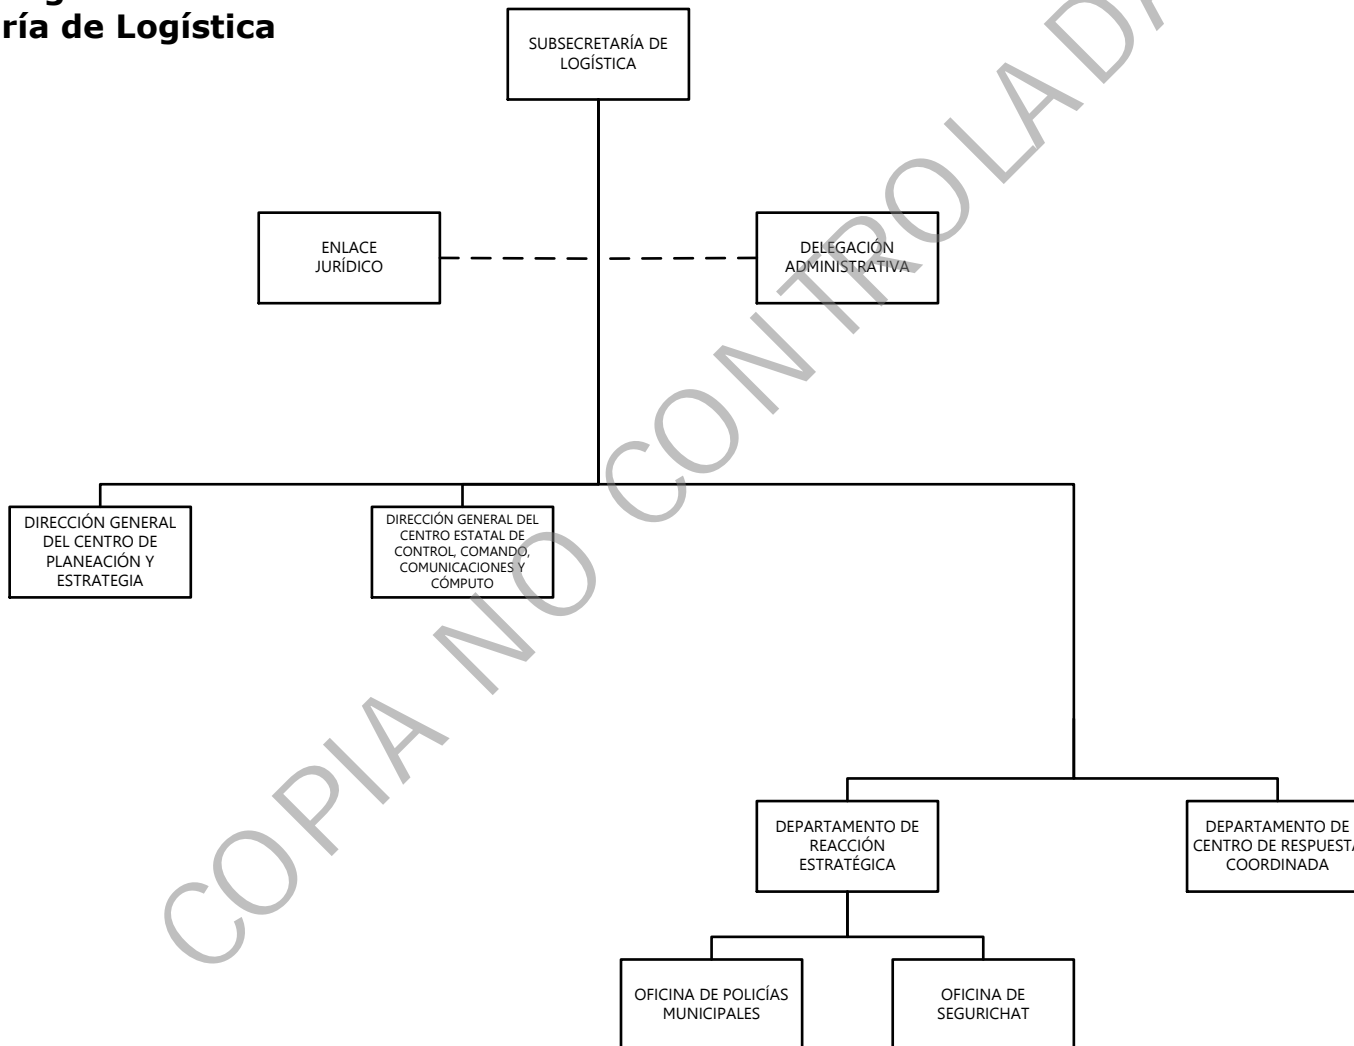 ría de Logística
SUBSECRETARÍA DE
LOGÍSTICA
ENLACE
JURÍDICO
DELEGACIÓN
ADMINISTRATIVA
DIRECCIÓN GENERAL
DEL CENTRO DE
PLANEACIÓN Y
ESTRATEGIA
DIRECCIÓN GENERAL DEL
CENTRO ESTATAL DE
CONTROL, COMANDO,
COMUNICACIONES Y
CÓMPUTO
DEPARTAMENTO DE
REACCIÓN
ESTRATÉGICA
DEPARTAMENTO DE
CENTRO DE RESPUESTA
COORDINADA
OFICINA DE POLICÍAS
MUNICIPALES
OFICINA DE
SEGURICHAT
COPIA NO CONTROLADA